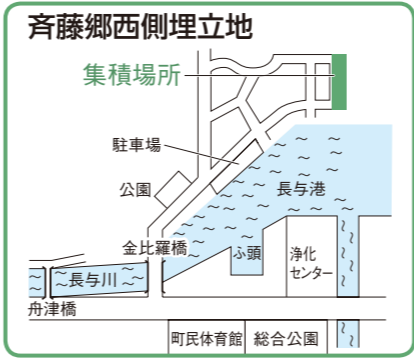 斉藤郷西側埋立地
集積場所
駐車場
公園
長与港
金比羅橋
ふ頭
浄化
センター
長与川
舟津橋
町民体育館
総合公園